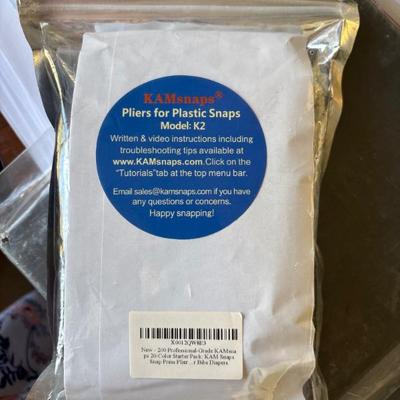 KAMsnaps®
Pliers for Plastic Snaps
Model: K2
Written & video instructions including
troubleshooting tips available at
www.KAMsnaps.com. Click on the
"Tutorials"tab at the top menu bar.
Email sales@kamsnaps.com if you have
any questions or concerns.
Happy snapping!
New - 200 Professional-Grade KAMsna
ps 20-Color Starter Pack: KAM Snaps
Snap Press Plier ...r Bibs Diapers